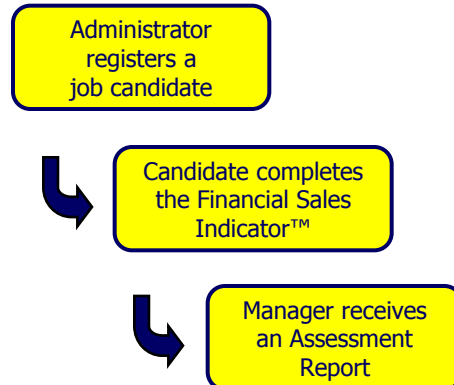 Administrator
registers a
job candidate
Candidate completes
the Financial Sales
Indicator™
Manager receives
an Assessment
Report